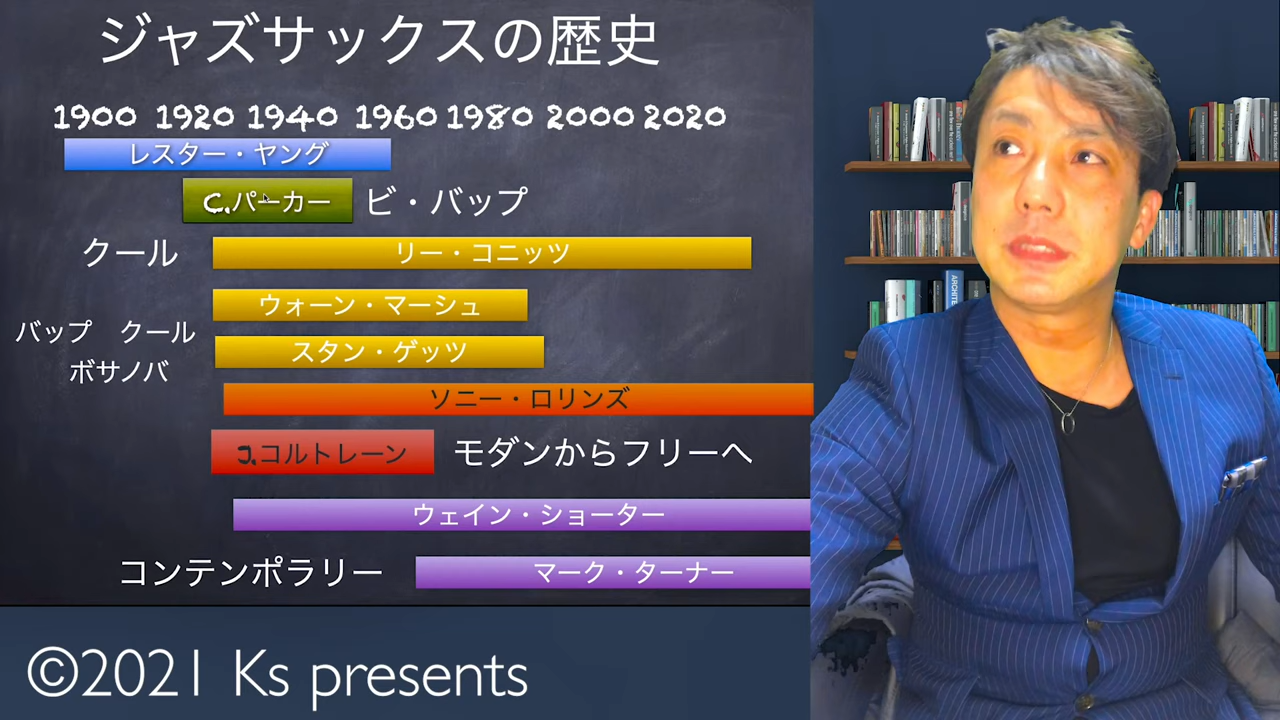 ジャズサックスの歴史
1900 1920 1940 1960 1980 2000 2020
レスター・ヤング
C.パーカー ビ・バップ
クール リー・コニッツ
ウォーン・マーシュ
バップ クール
スタン・ゲッツ
ボサノバ
ソニー・ロリンズ
J.コルトレーン モダンからフリーへ
ウェイン・ショーター
コンテンポラリー マーク・ターナー
©2021 Ks presents